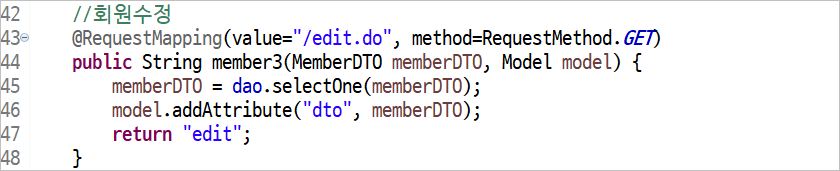 42 //회원수정
43 @RequestMapping(value="/edit.do", method=RequestMethod.GET)
44 public String member3(MemberDTO memberDTO, Model model) {
45 memberDTO = dao.selectOne(memberDTO);
46 model.addAttribute("dto", memberDTO);
47 return "edit";
48 }